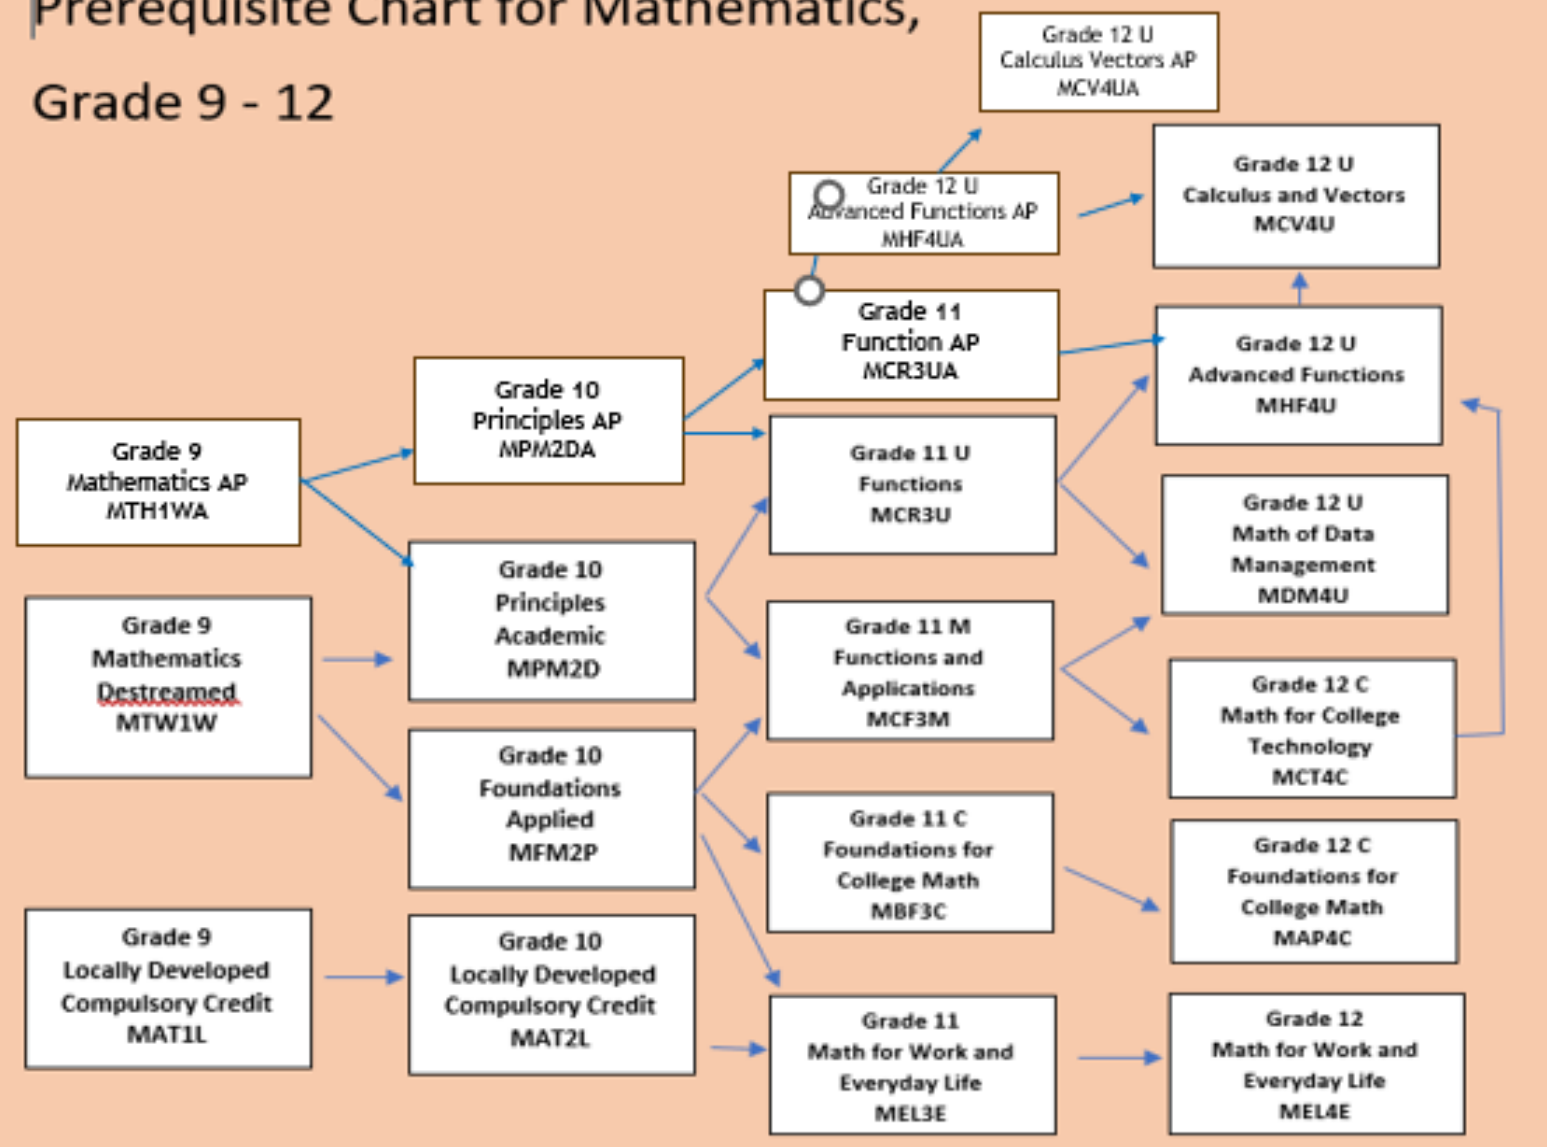 Prerequisite Chart for Mathematics,
Grade 9 - 12
Grade 12 U
Calculus Vectors AP
MCV4UA
Grade 12 U
Advanced Functions AP
MHF4UA
Grade 12 U
Calculus and Vectors
MCV4U
Grade 11
Function AP
MCR3UA
Grade 12 U
Advanced Functions
MHF4U
Grade 10
Principles AP
MPM2DA
Grade 9
Mathematics AP
MTH1WA
Grade 11 U
Functions
MCR3U
Grade 12 U
Math of Data
Management
MDM4U
Grade 10
Principles
Academic
MPM2D
Grade 9
Mathematics
Destreamed
MTW1W
Grade 11 M
Functions and
Applications
MCF3M
Grade 12 C
Math for College
Technology
MCT4C
Grade 10
Foundations
Applied
MFM2P
Grade 11 C
Foundations for
College Math
MBF3C
Grade 12 C
Foundations for
College Math
MAP4C
Grade 9
Locally Developed
Compulsory Credit
MAT1L
Grade 10
Locally Developed
Compulsory Credit
MAT2L
Grade 11
Math for Work and
Everyday Life
MEL3E
Grade 12
Math for Work and
Everyday Life
MEL4E